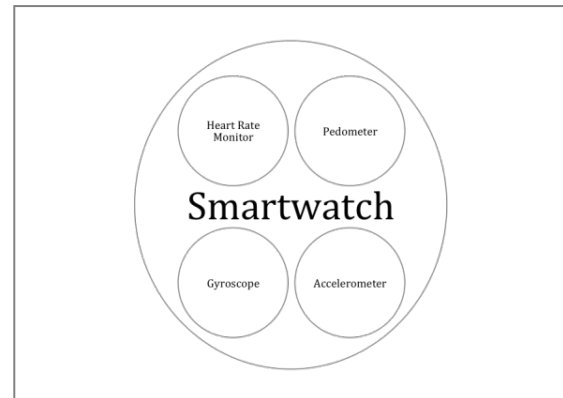 Heart Rate
Monitor
Pedometer
Smartwatch
Gyroscope
Accelerometer